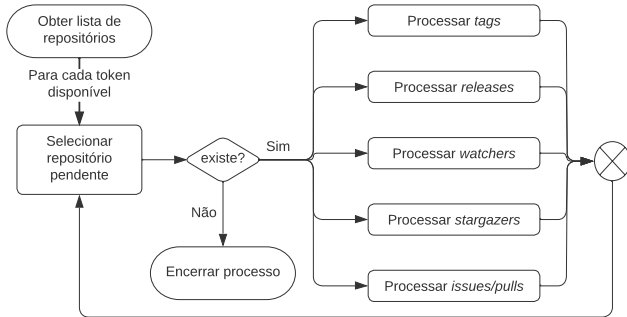 Obter lista de
repositórios
Para cada token
disponível
Selecionar
repositório
pendente
existe?
Sim
Não
Encerrar processo
Processar tags
Processar releases
Processar watchers
Processar stargazers
Processar issues/pulls